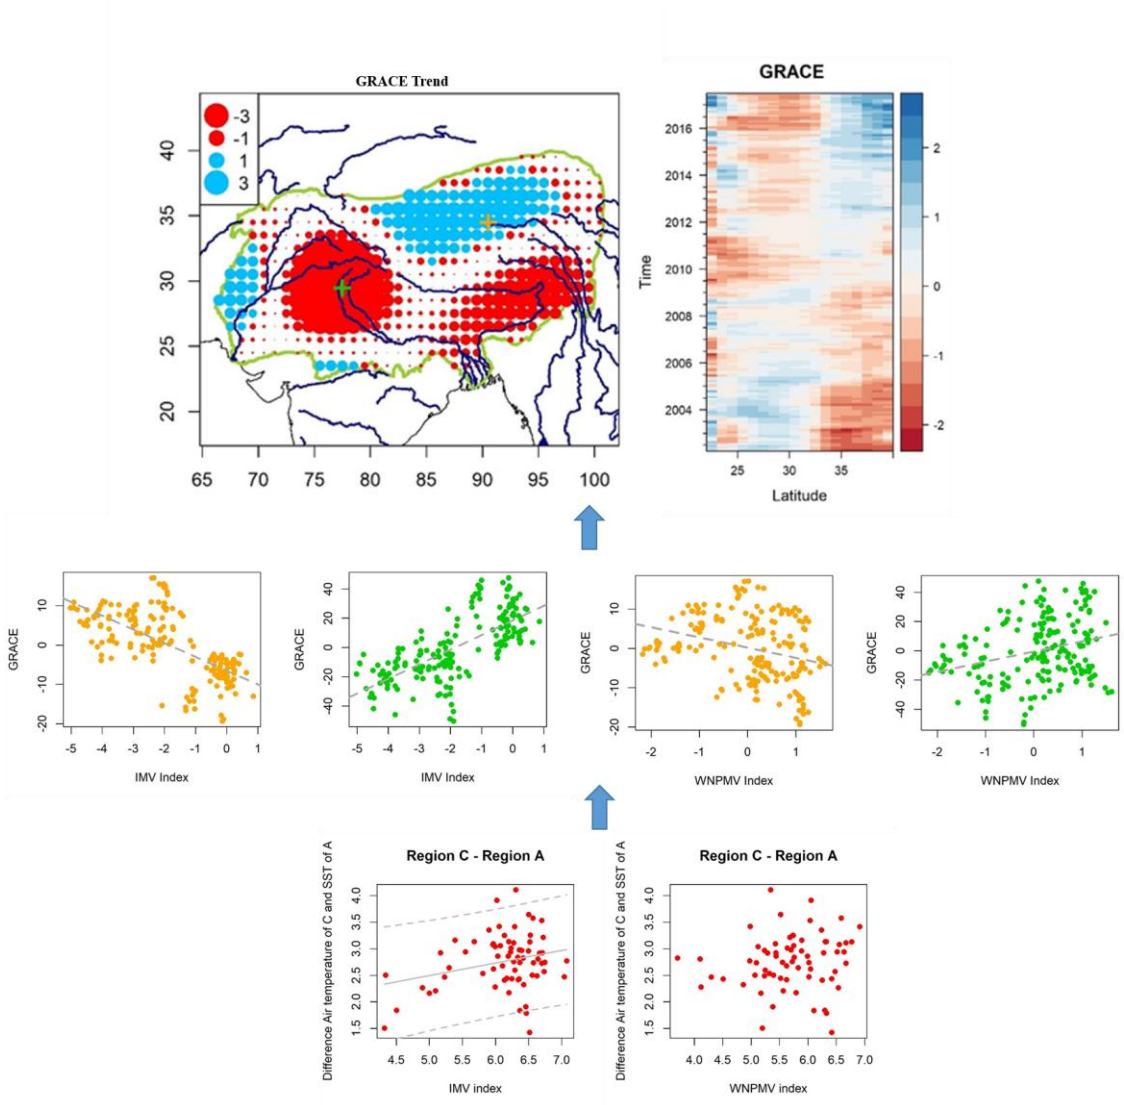 GRACE Trend
-3
-1
1
3
40
35
30
25
20
65 70 75 80 85 90 95 100
GRACE
Time
2016
2014
2012
2010
2008
2006
2004
25 30 35
Latitude
2
1
0
-1
-2
GRACE
10
0
-10
-20
-5 -4 -3 -2 -1 0 1
IMV Index
GRACE
40
20
0
-20
-40
-5 -4 -3 -2 -1 0 1
IMV Index
GRACE
10
0
-10
-20
-2 -1 0 1
WNPMV Index
GRACE
40
20
0
-20
-40
-2 -1 0 1
WNPMV Index
Region C - Region A
Difference Air temperature of C and SST of A
4.0
3.5
3.0
2.5
2.0
1.5
4.5 5.0 5.5 6.0 6.5 7.0
IMV index
Region C - Region A
Difference Air temperature of C and SST of A
4.0
3.5
3.0
2.5
2.0
1.5
4.0 4.5 5.0 5.5 6.0 6.5 7.0
WNPMV index